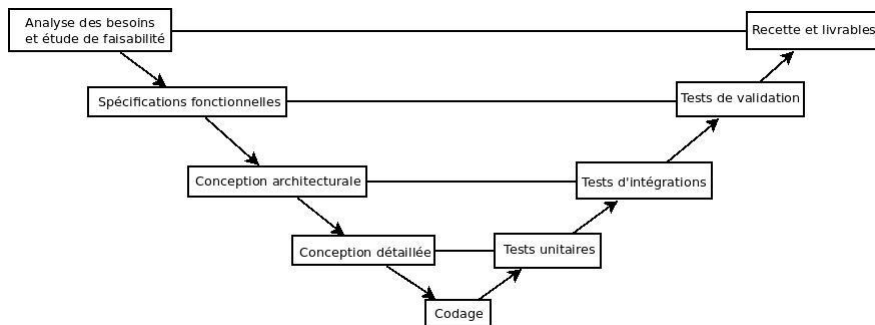 Analyse des besoins
et étude de faisabilité
Recette et livrables
Spécifications fonctionnelles
Tests de validation
Conception architecturale
Tests d'intégrations
Conception détaillée
Tests unitaires
Codage